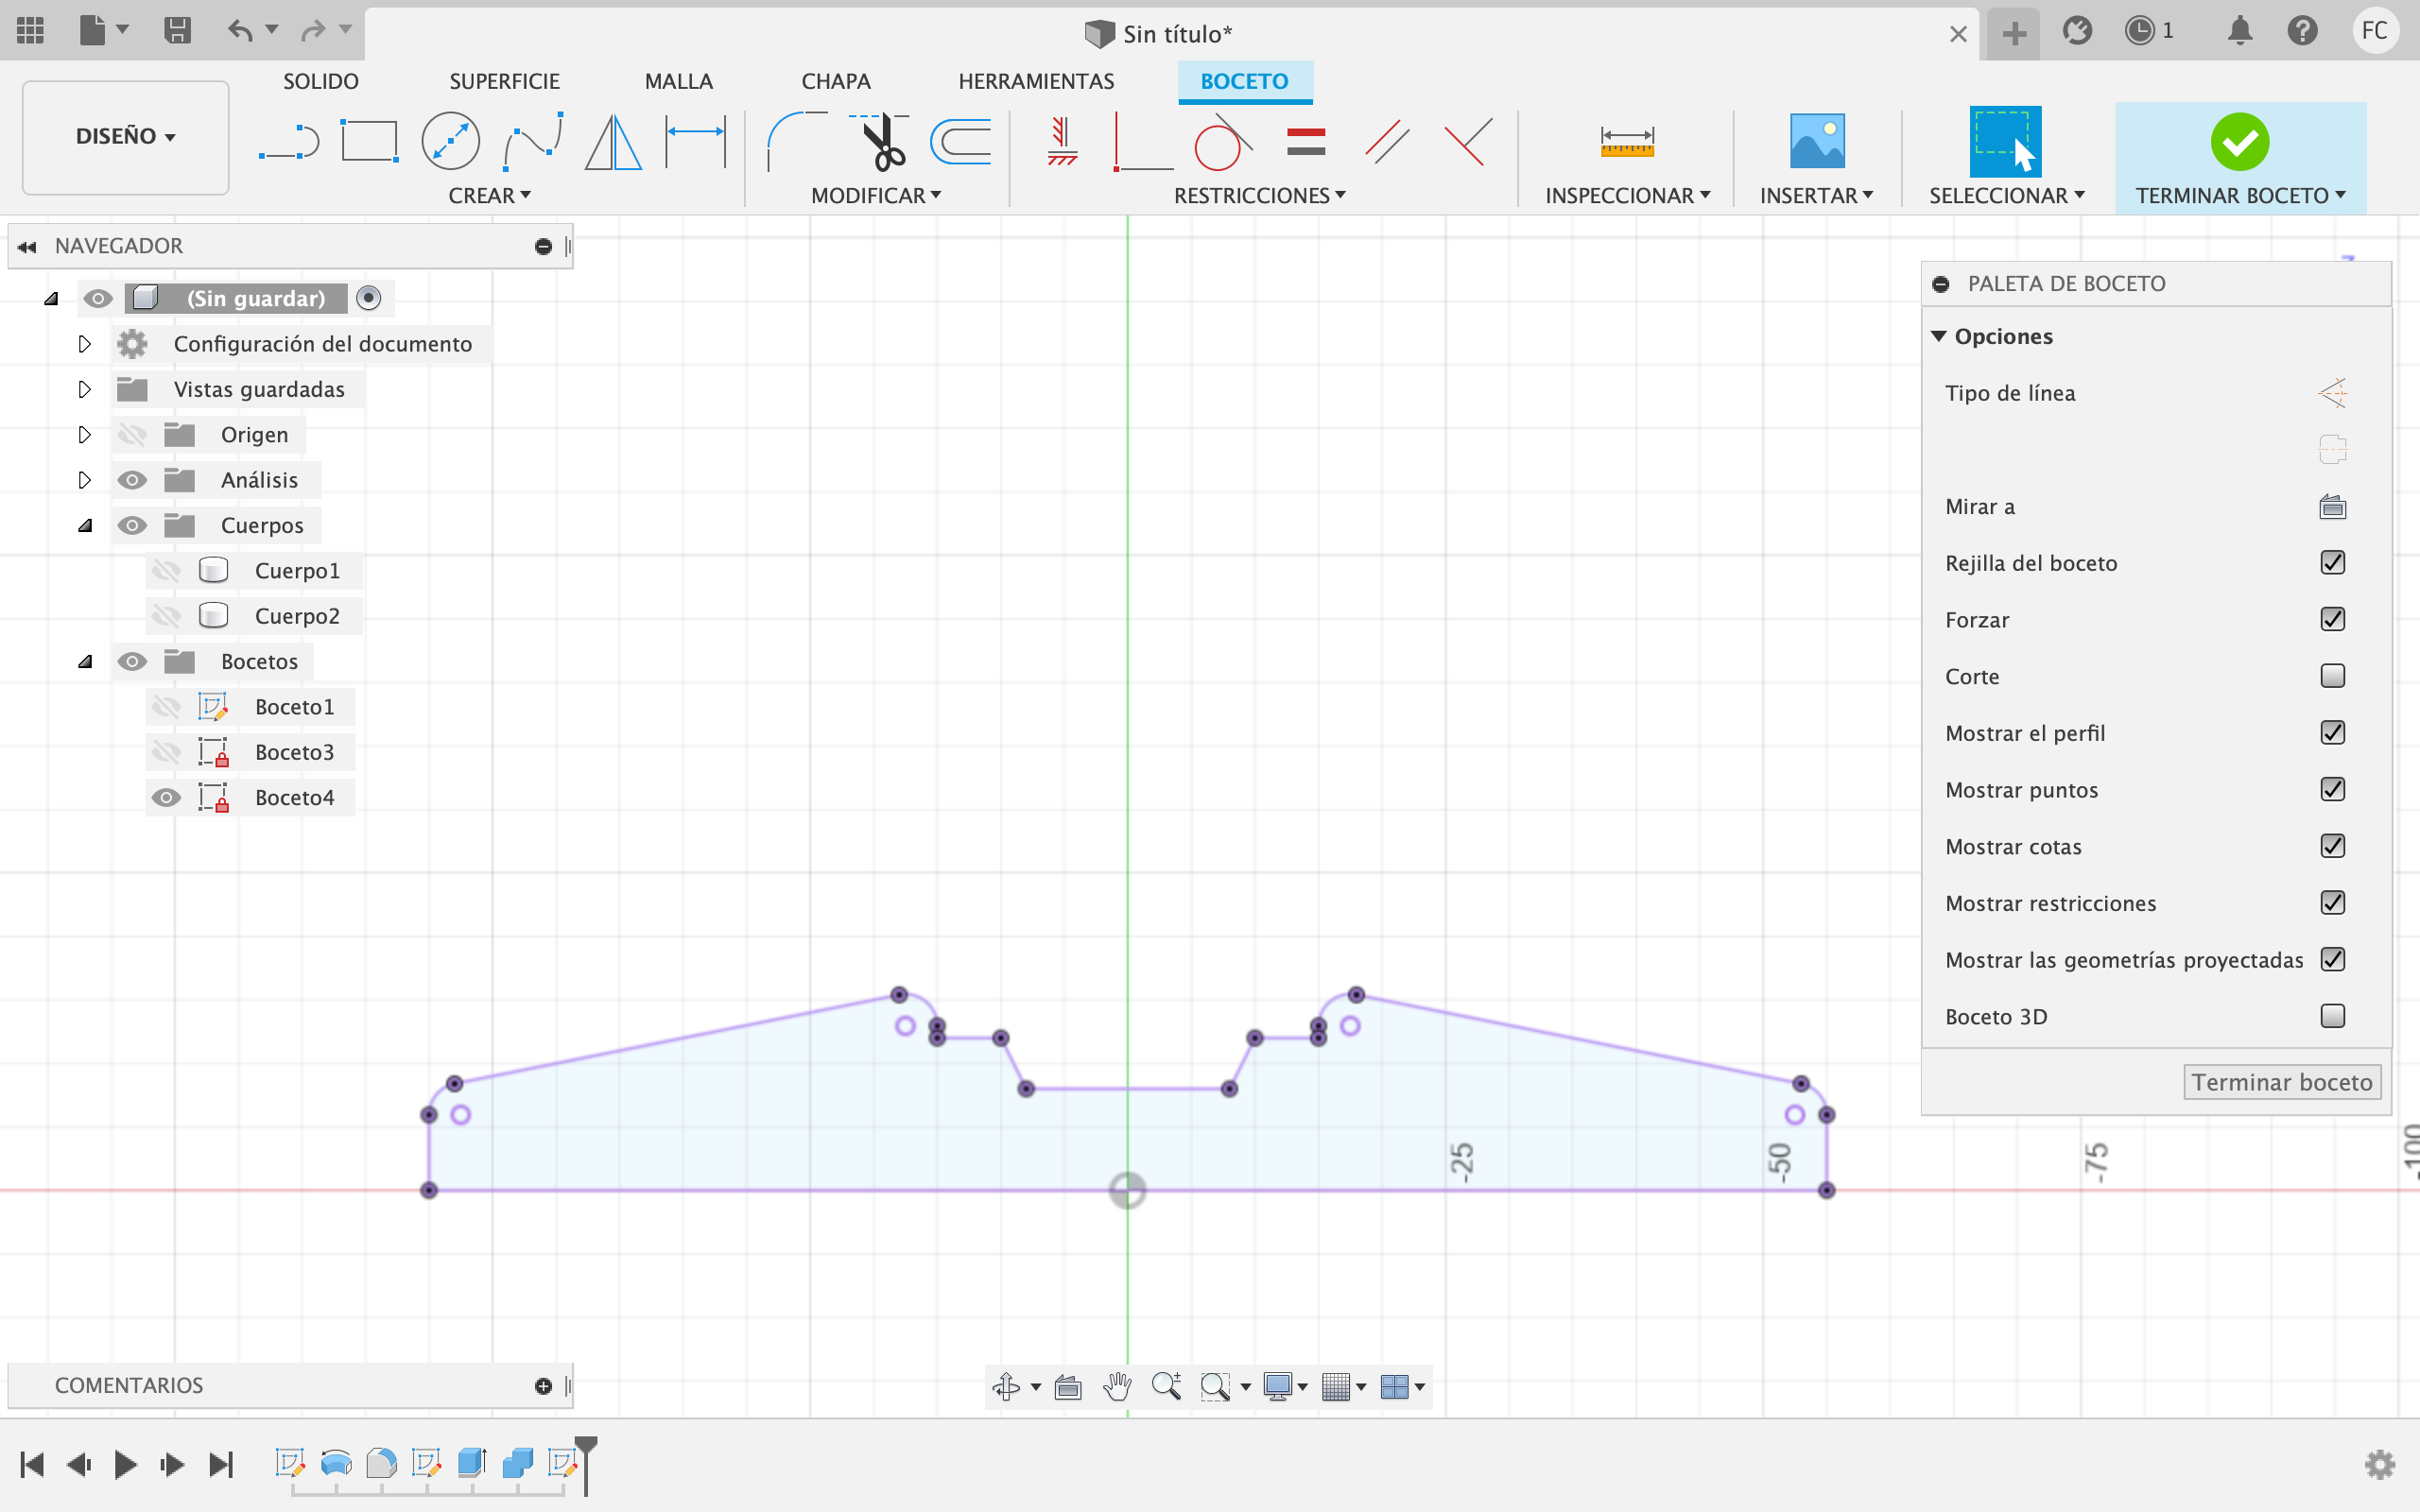 Sin título*
1
FC
DISEÑO
SOLIDO
SUPERFICIE
MALLA
CHAPA
HERRAMIENTAS
BOCETO
CREAR
MODIFICAR
RESTRICCIONES
INSPECCIONAR
INSERTAR
SELECCIONAR
TERMINAR BOCETO
NAVEGADOR
(Sin guardar)
Configuración del documento
Vistas guardadas
Origen
Análisis
Cuerpos
Cuerpo1
Cuerpo2
Bocetos
Boceto1
Boceto3
Boceto4
PALETA DE BOCETO
Opciones
Tipo de línea
Mirar a
Rejilla del boceto
Forzar
Corte
Mostrar el perfil
Mostrar puntos
Mostrar cotas
Mostrar restricciones
Mostrar las geometrías proyectadas
Boceto 3D
Terminar boceto
-25
-50
-75
-100
COMENTARIOS